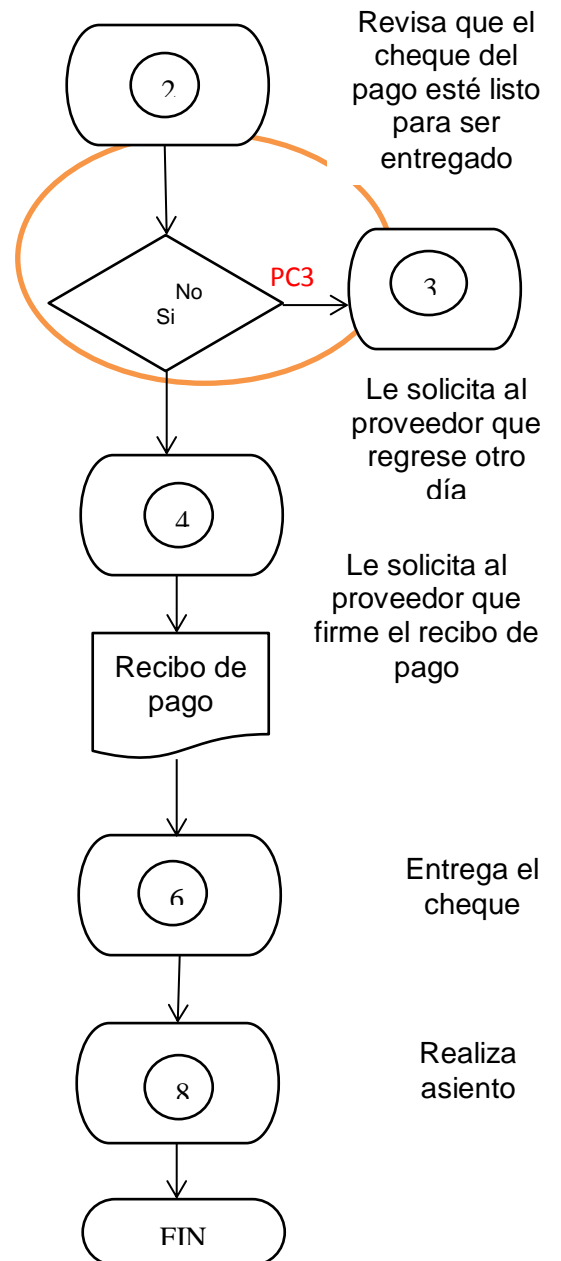 Revisa que el
cheque del
pago esté listo
para ser
entregado
2
No
Si
PC3
3
Le solicita al
proveedor que
regrese otro
día
4
Le solicita al
proveedor que
firme el recibo de
pago
Recibo de
pago
6
Entrega el
cheque
8
Realiza
asiento
FIN